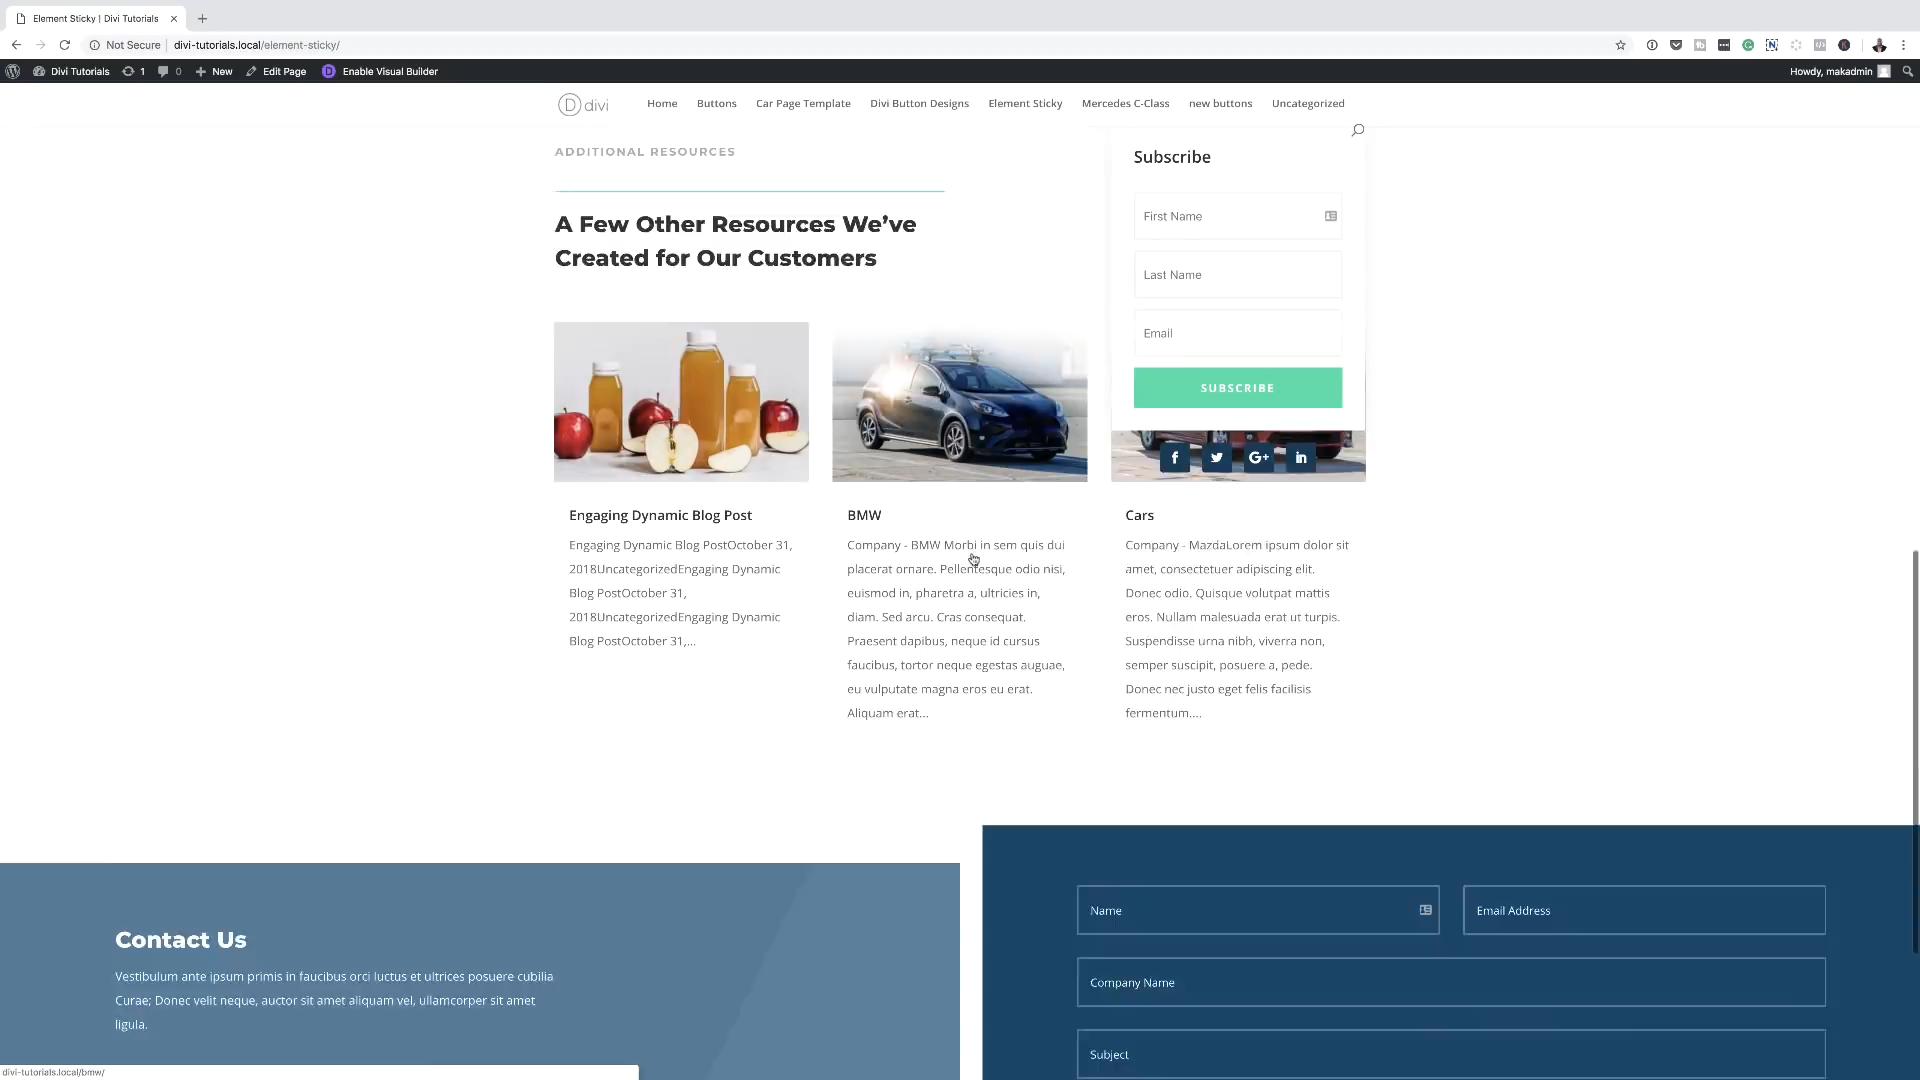 Element Sticky | Divi Tutorials
Not Secure
divi-tutorials.local/element-sticky/
Divi Tutorials
1
0
New
Edit Page
D
Enable Visual Builder
Howdy, makadmin
D divi
Home
Buttons
Car Page Template
Divi Button Designs
Element Sticky
Mercedes C-Class
new buttons
Uncategorized
ADDITIONAL RESOURCES
A Few Other Resources We’ve
Created for Our Customers
Subscribe
First Name
Last Name
Email
SUBSCRIBE
f
G+
in
Engaging Dynamic Blog Post
Engaging Dynamic Blog PostOctober 31,
2018UncategorizedEngaging Dynamic
Blog PostOctober 31,
2018UncategorizedEngaging Dynamic
Blog PostOctober 31,...
BMW
Company - BMW Morbi in sem quis dui
placerat ornare. Pellentesque odio nisi,
euismod in, pharetra a, ultricies in,
diam. Sed arcu. Cras consequat.
Praesent dapibus, neque id cursus
faucibus, tortor neque egestas auguae,
eu vulputate magna eros eu erat.
Aliquam erat...
Cars
Company - MazdaLorem ipsum dolor sit
amet, consectetuer adipiscing elit.
Donec odio. Quisque volutpat mattis
eros. Nullam malesuada erat ut turpis.
Suspendisse urna nibh, viverra non,
semper suscipit, posuere a, pede.
Donec nec justo eget felis facilisis
fermentum....
Contact Us
Vestibulum ante ipsum primis in faucibus orci luctus et ultrices posuere cubilia
Curae; Donec velit neque, auctor sit amet aliquam vel, ullamcorper sit amet
ligula.
Name
Email Address
Company Name
Subject
divi-tutorials.local/bmw/